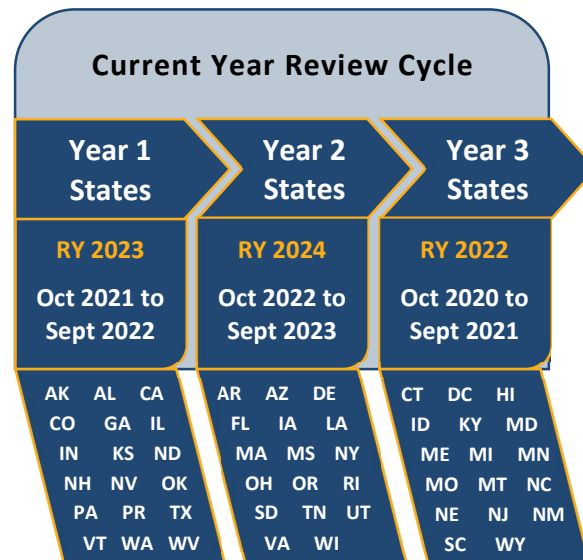 Current Year Review Cycle
Year 1
States
RY 2023
Oct 2021 to
Sept 2022
AK AL CA
CO GA IL
IN KS ND
NH NV OK
PA PR TX
VT WA WV
Year 2
States
RY 2024
Oct 2022 to
Sept 2023
AR AZ DE
FL IA LA
MA MS NY
OH OR RI
SD TN UT
VA WI
Year 3
States
RY 2022
Oct 2020 to
Sept 2021
CT DC HI
ID KY MD
ME MI MN
MO MT NC
NE NJ NM
SC WY